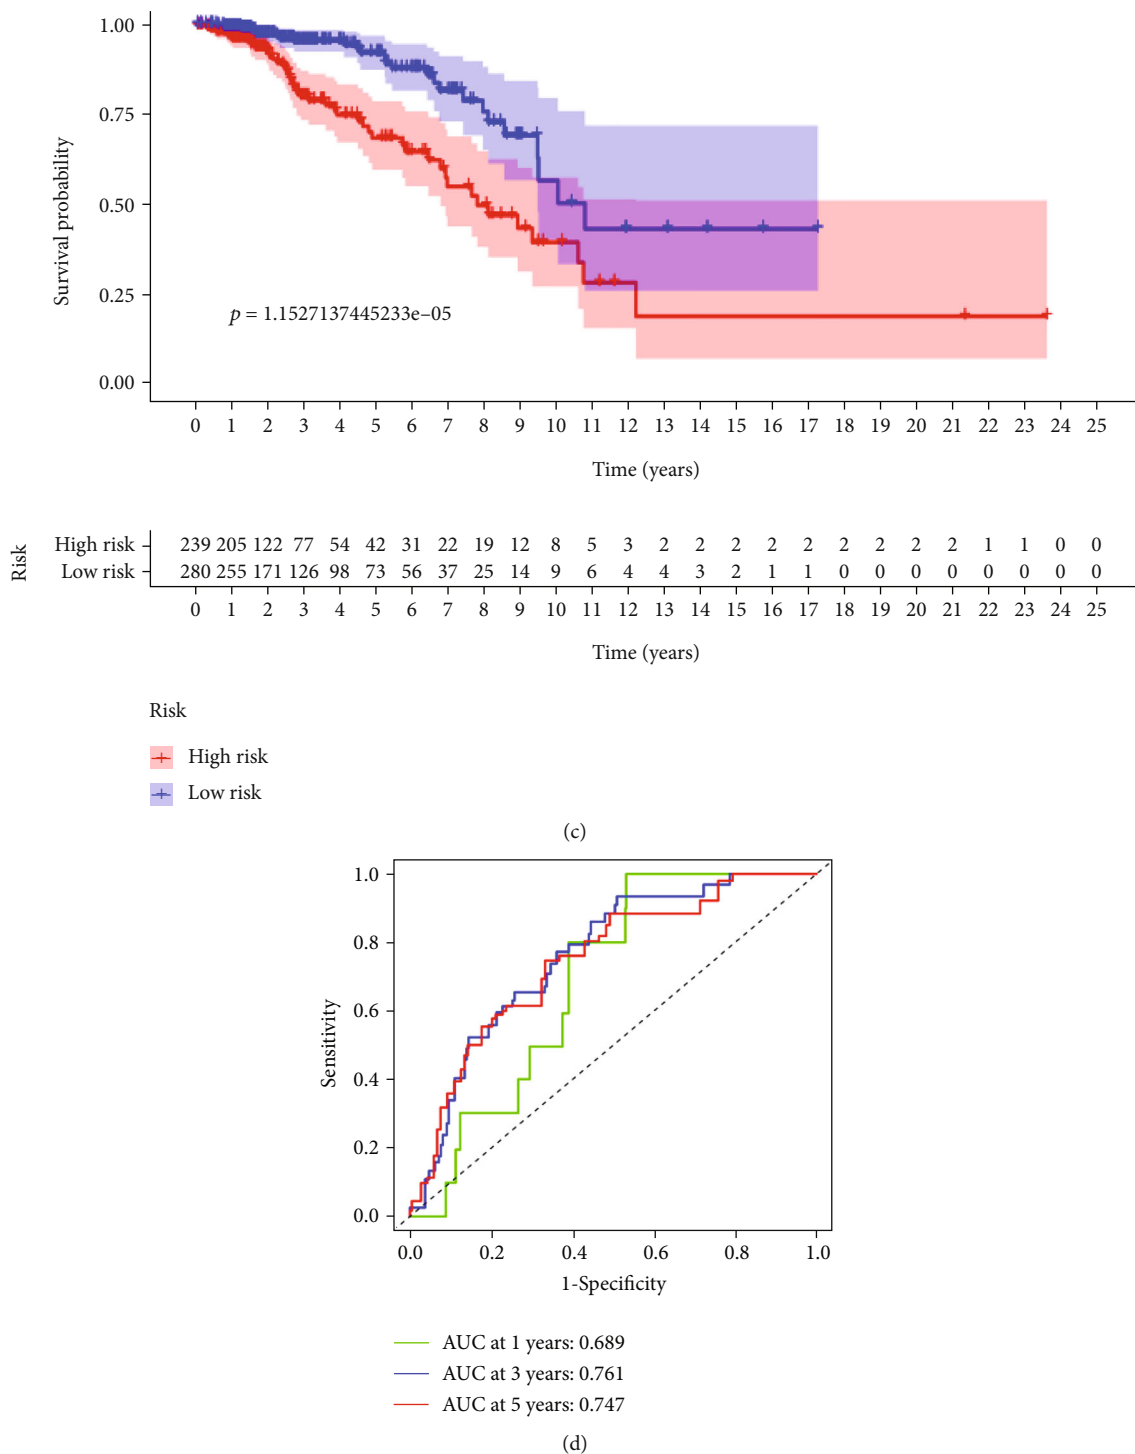 1.00
0.75
0.50
0.25
0.00
Survival probability
p = 1.1527137445233e–05
0 1 2 3 4 5 6 7 8 9 10 11 12 13 14 15 16 17 18 19 20 21 22 23 24 25
Time (years)
Risk
High risk 239 205 122 77 54 42 31 22 19 12 8 5 3 2 2 2 2 2 2 2 2 2 1 1 0 0
Low risk 280 255 171 126 98 73 56 37 25 14 9 6 4 4 3 2 1 1 0 0 0 0 0 0 0 0
0 1 2 3 4 5 6 7 8 9 10 11 12 13 14 15 16 17 18 19 20 21 22 23 24 25
Time (years)
Risk
High risk
Low risk
(c)
1.0
0.8
0.6
0.4
0.2
0.0
Sensitivity
0.0 0.2 0.4 0.6 0.8 1.0
1-Specificity
AUC at 1 years: 0.689
AUC at 3 years: 0.761
AUC at 5 years: 0.747
(d)